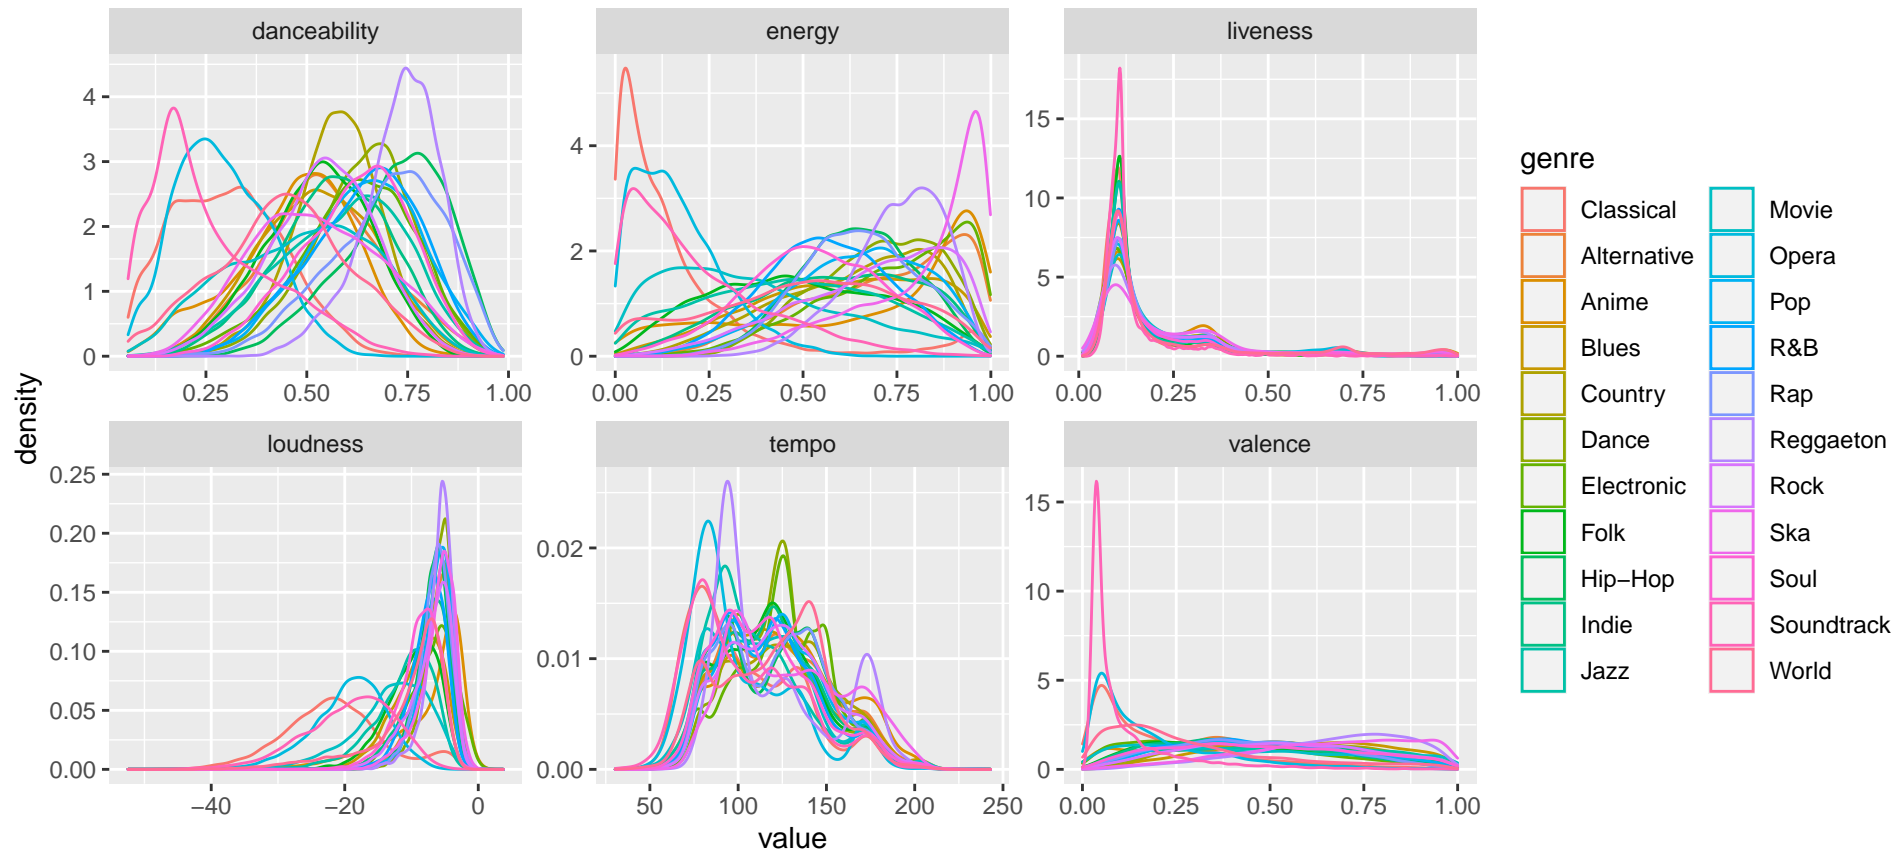 danceability
energy
liveness
4
3
2
1
0
4
2
0
15
10
5
0
0.25 0.50 0.75 1.00
0.00 0.25 0.50 0.75 1.00
0.00 0.25 0.50 0.75 1.00
loudness
tempo
valence
0.25
0.20
0.15
0.10
0.05
0.00
0.02
0.01
0.00
15
10
5
0
−40 −20 0
50 100 150 200 250
0.00 0.25 0.50 0.75 1.00
density
value
genre
Classical
Alternative
Anime
Blues
Country
Dance
Electronic
Folk
Hip−Hop
Indie
Jazz
Movie
Opera
Pop
R&B
Rap
Reggaeton
Rock
Ska
Soul
Soundtrack
World